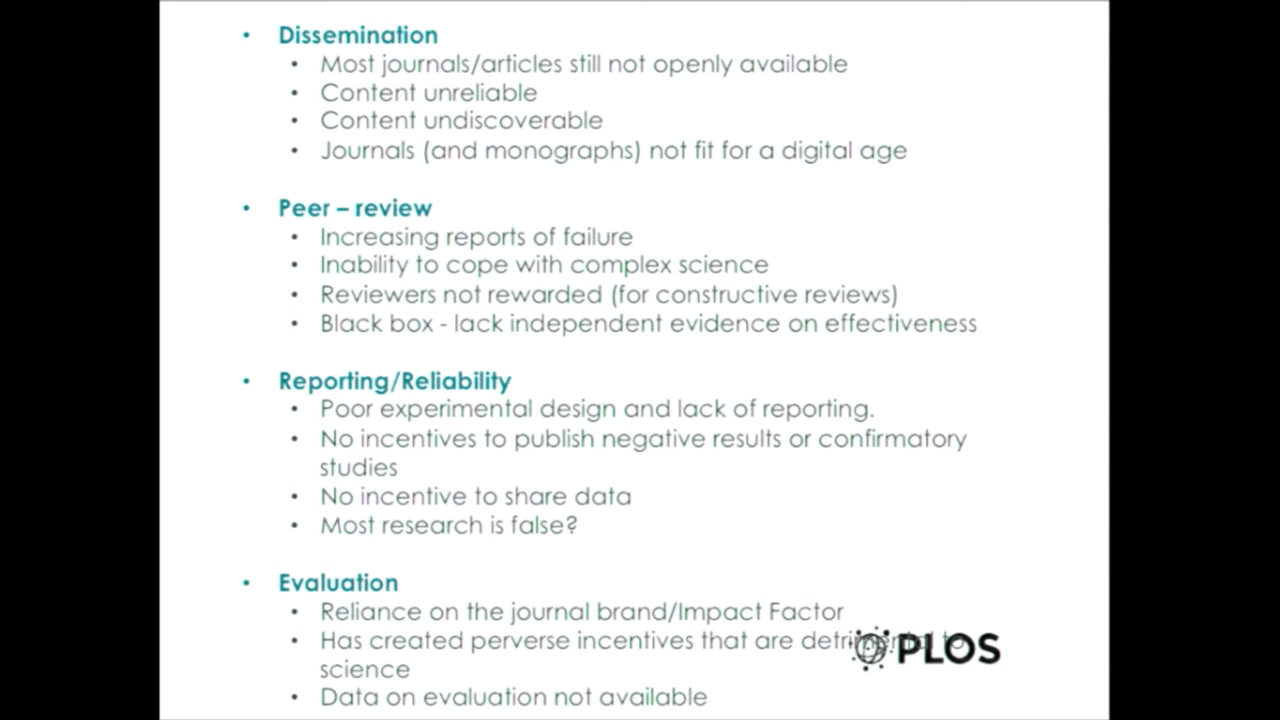 • Dissemination
• Most journals/articles still not openly available
• Content unreliable
• Content undiscoverable
• Journals (and monographs) not fit for a digital age
• Peer – review
• Increasing reports of failure
• Inability to cope with complex science
• Reviewers not rewarded (for constructive reviews)
• Black box - lack independent evidence on effectiveness
• Reporting/Reliability
• Poor experimental design and lack of reporting.
• No incentives to publish negative results or confirmatory
studies
• No incentive to share data
• Most research is false?
• Evaluation
• Reliance on the journal brand/Impact Factor
• Has created perverse incentives that are detrimental to
science
PLOS
• Data on evaluation not available